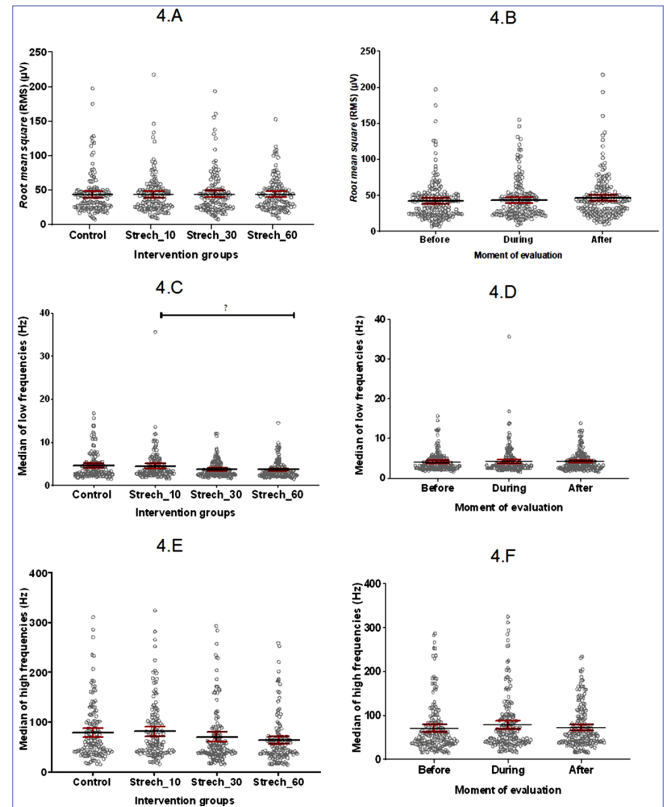 4.A
250
200
150
100
50
0
Root mean square (RMS) (µV)
Control Strech_10 Strech_30 Strech_60
Intervention groups
4.B
250
200
150
100
50
0
Root mean square (RMS) (µV)
Before During After
Moment of evaluation
4.C
?
40
30
20
10
0
Median of low frequencies (Hz)
Control Strech_10 Strech_30 Strech_60
Intervention groups
4.D
40
30
20
10
0
Median of low frequencies (Hz)
Before During After
Moment of evaluation
4.E
400
300
200
100
0
Median of high frequencies (Hz)
Control Strech_10 Strech_30 Strech_60
Intervention groups
4.F
400
300
200
100
0
Median of high frequencies (Hz)
Before During After
Moment of evaluation